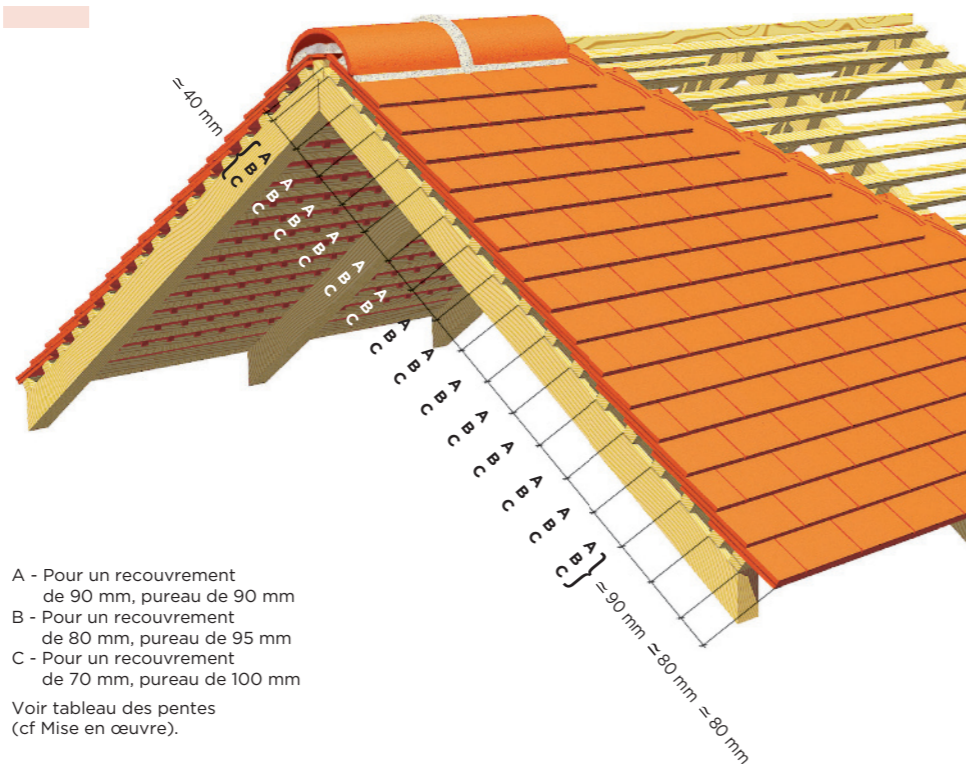 ≃ 40 mm
A B C
A B C
A B C
A B C
A B C
A B C
A B C
A B C
A B C
A B C
A B C
A B C
A B C
A B C
≃ 90 mm ≃ 80 mm ≃ 80 mm
A - Pour un recouvrement
de 90 mm, pureau de 90 mm
B - Pour un recouvrement
de 80 mm, pureau de 95 mm
C - Pour un recouvrement
de 70 mm, pureau de 100 mm
Voir tableau des pentes
(cf Mise en œuvre).